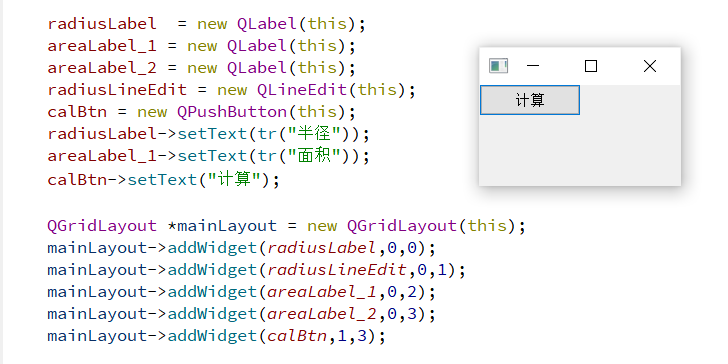 radiusLabel  = new QLabel(this);
areaLabel_1 = new QLabel(this);
areaLabel_2 = new QLabel(this);
radiusLineEdit = new QLineEdit(this);
calBtn = new QPushButton(this);
radiusLabel->setText(tr("半径"));
areaLabel_1->setText(tr("面积"));
calBtn->setText("计算");
QGridLayout *mainLayout = new QGridLayout(this);
mainLayout->addWidget(radiusLabel,0,0);
mainLayout->addWidget(radiusLineEdit,0,1);
mainLayout->addWidget(areaLabel_1,0,2);
mainLayout->addWidget(areaLabel_2,0,3);
mainLayout->addWidget(calBtn,1,3);
计算